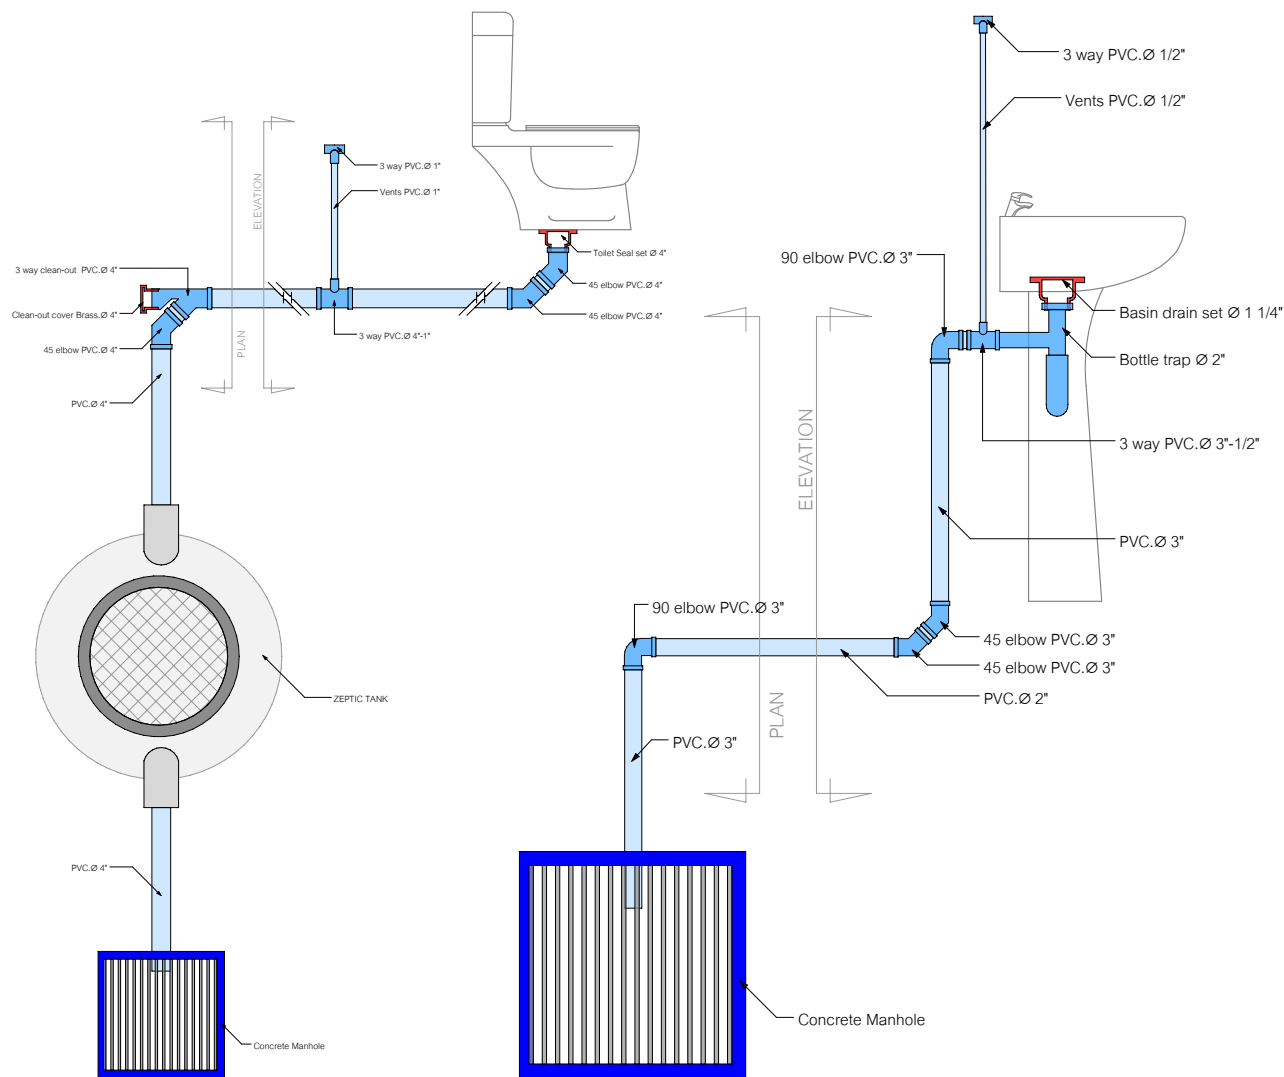 3 way PVC.Ø 1"
Vents PVC.Ø 1"
ELEVATION
PLAN
Toilet Seal set Ø 4"
45 elbow PVC.Ø 4"
45 elbow PVC.Ø 4"
3 way PVC.Ø 4"-1"
3 way clean-out PVC.Ø 4"
Clean-out cover Brass.Ø 4"
45 elbow PVC.Ø 4"
PVC.Ø 4"
ZEPTIC TANK
PVC.Ø 4"
Concrete Manhole
3 way PVC.Ø 1/2"
Vents PVC.Ø 1/2"
90 elbow PVC.Ø 3"
Basin drain set Ø 1 1/4"
Bottle trap Ø 2"
3 way PVC.Ø 3"-1/2"
ELEVATION
PLAN
PVC.Ø 3"
90 elbow PVC.Ø 3"
45 elbow PVC.Ø 3"
45 elbow PVC.Ø 3"
PVC.Ø 2"
PVC.Ø 3"
Concrete Manhole